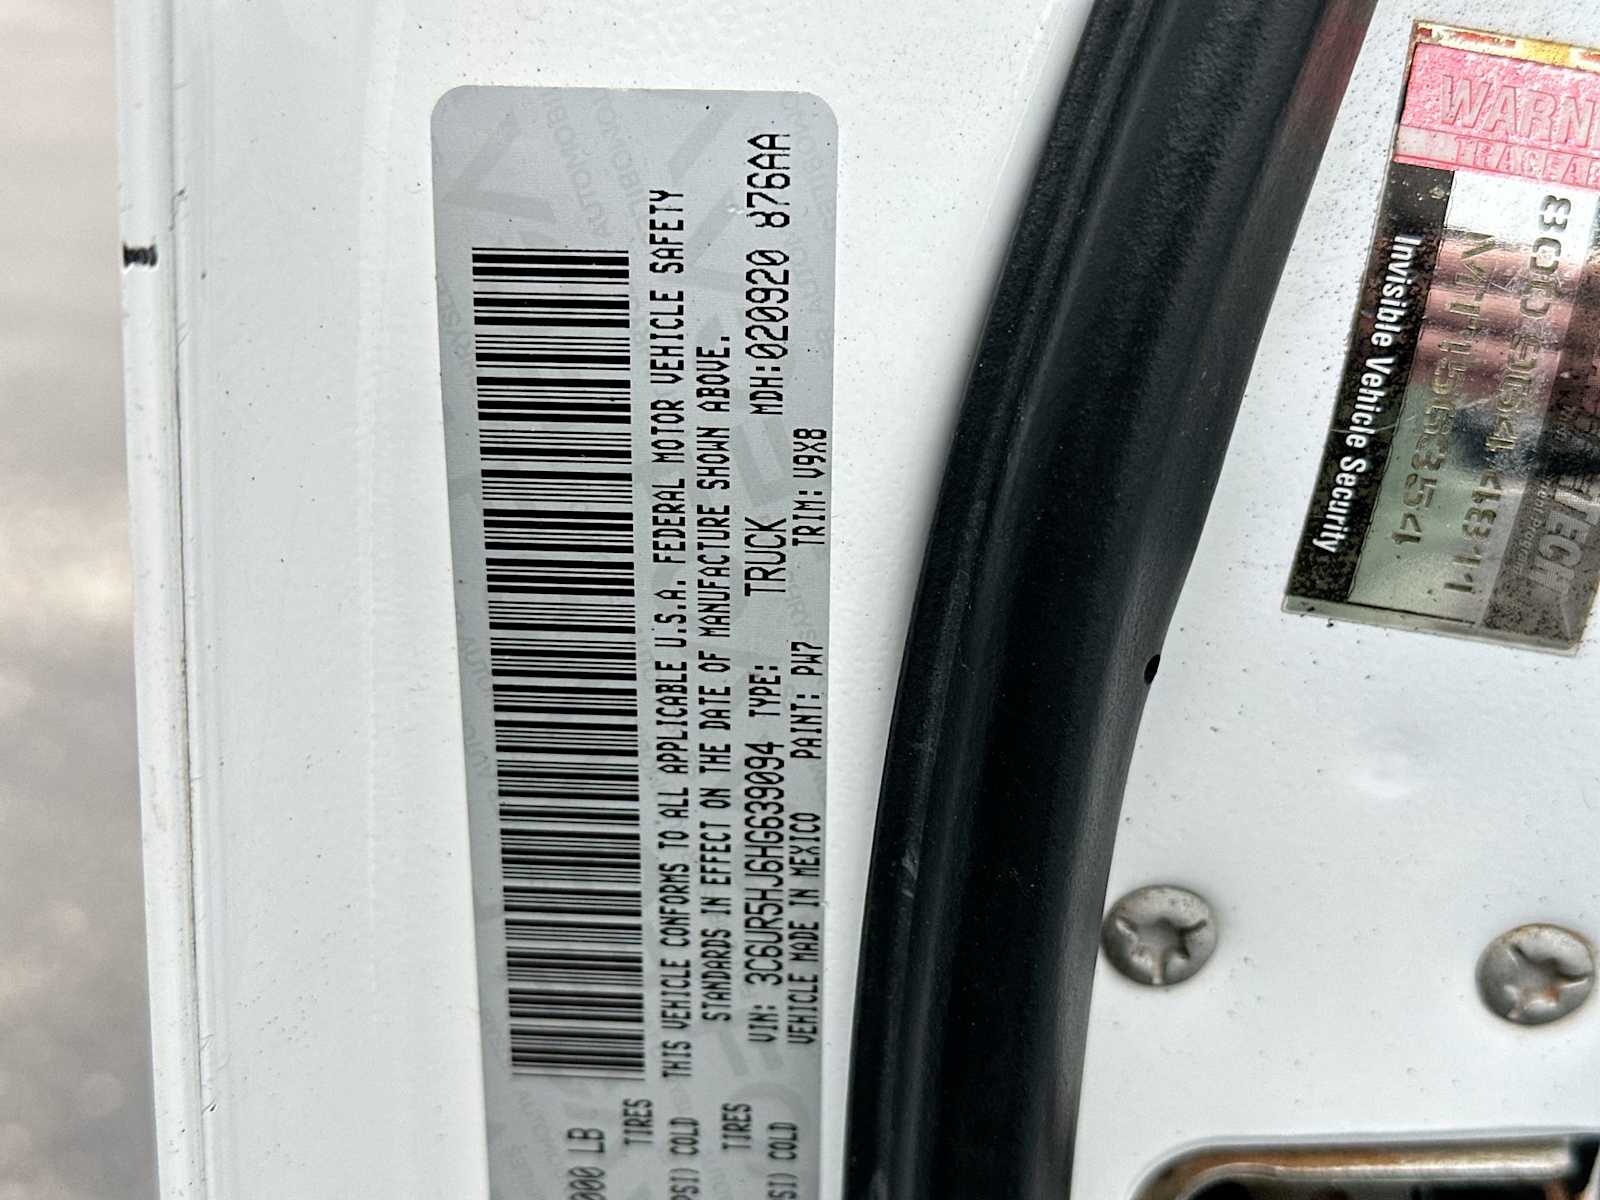 000 LB
TIRES
PSI) COLD
TIRES
SI) COLD
THIS VEHICLE CONFORMS TO ALL APPLICABLE U.S.A. FEDERAL MOTOR VEHICLE SAFETY
STANDARDS IN EFFECT ON THE DATE OF MANUFACTURE SHOWN ABOVE.
VIN: 3C6UR5HJ6HG639094 TYPE: TRUCK MDH:020920 876AA
VEHICLE MADE IN MEXICO PAINT: PW7 TRIM: V9X8
WARN
Invisible Vehicle Security